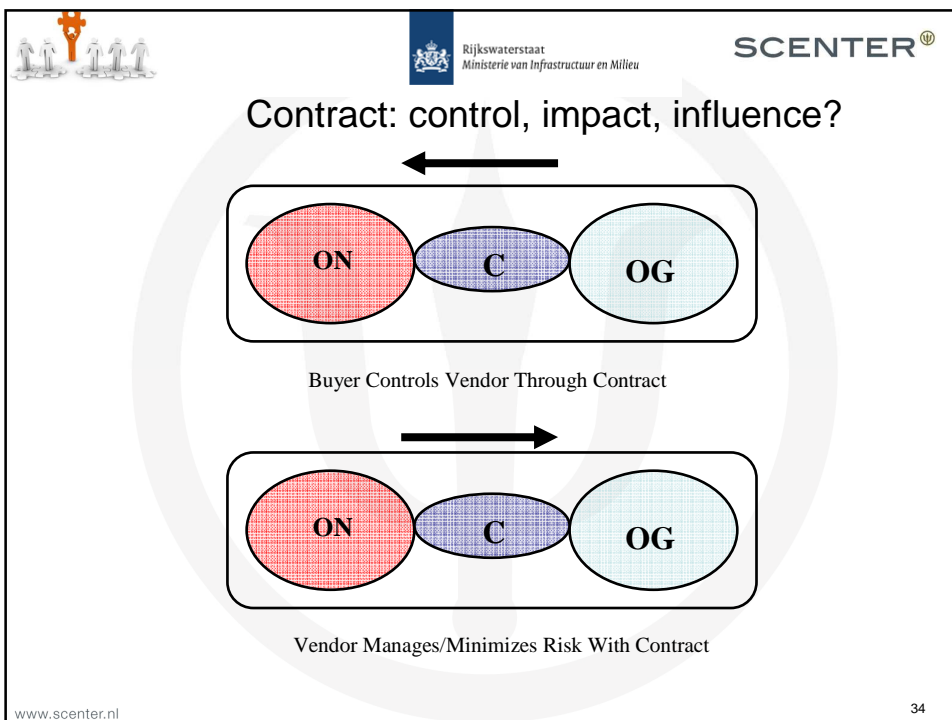 Rijkswaterstaat
Ministerie van Infrastructuur en Milieu
SCENTER®
Contract: control, impact, influence?
ON
C
OG
Buyer Controls Vendor Through Contract
ON
C
OG
Vendor Manages/Minimizes Risk With Contract
www.scenter.nl
34